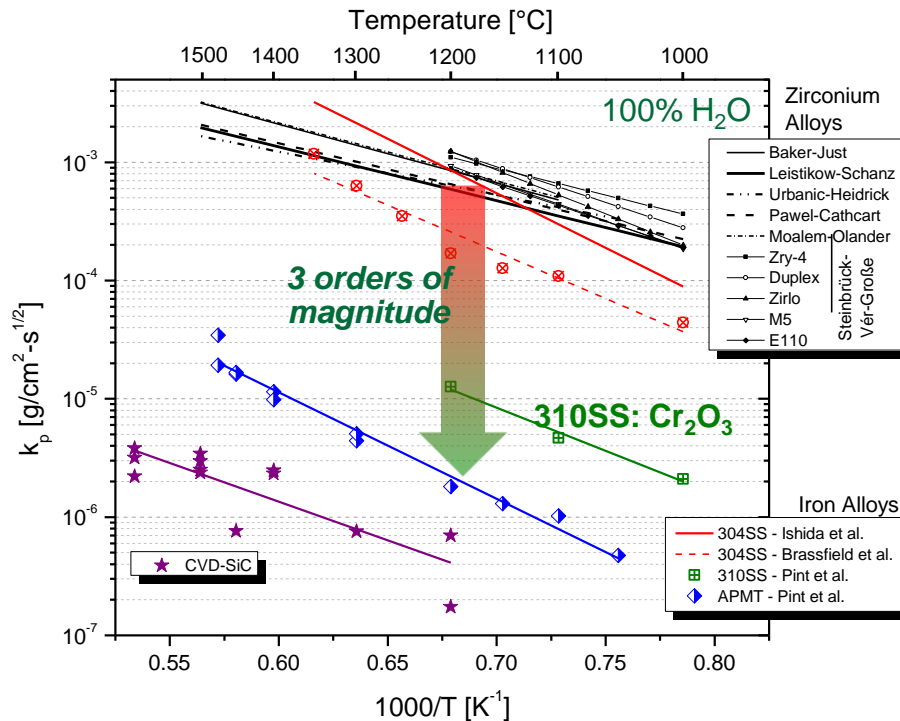 Temperature [°C]
1500 1400 1300 1200 1100 1000
100% H₂O
Zirconium
Alloys
Baker-Just
Leistikow-Schanz
Urbanic-Heidrick
Pawel-Cathcart
Moalem-Olander
Zry-4
Duplex
Zirlo
M5
E110
Steinbrück-
Vér-Große
10⁻³
10⁻⁴
10⁻⁵
10⁻⁶
10⁻⁷
kₚ [g/cm²-s¹/²]
3 orders of
magnitude
310SS: Cr₂O₃
CVD-SiC
Iron Alloys
304SS - Ishida et al.
304SS - Brassfield et al.
310SS - Pint et al.
APMT - Pint et al.
0.55 0.60 0.65 0.70 0.75 0.80
1000/T [K⁻¹]